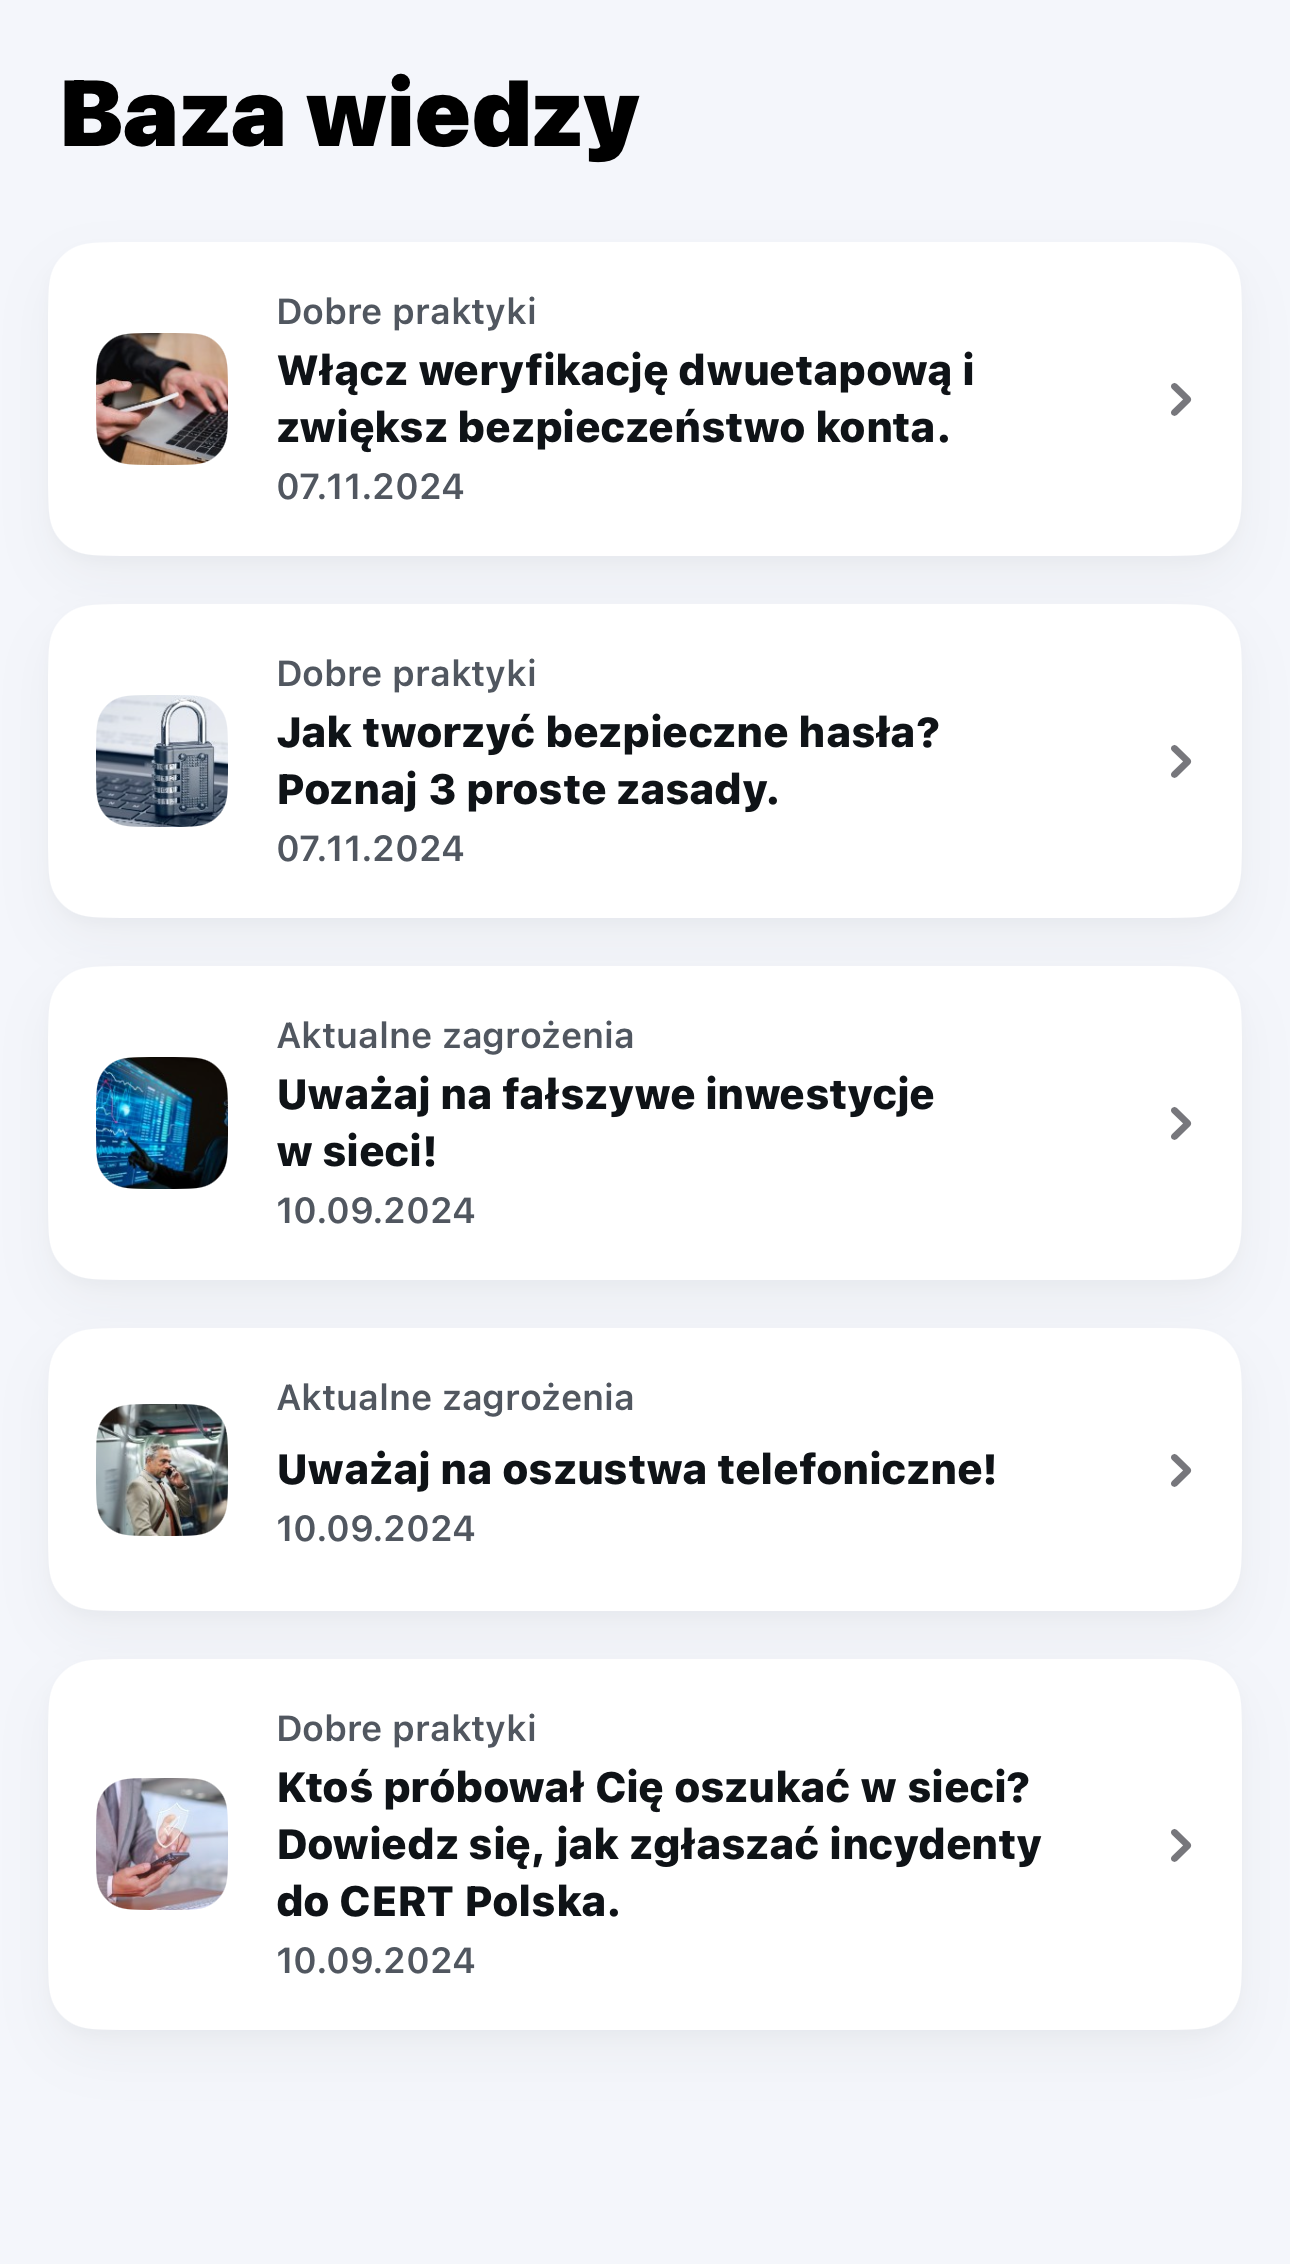 Baza wiedzy
Dobre praktyki
Włącz weryfikację dwuetapową i
zwiększ bezpieczeństwo konta.
07.11.2024
Dobre praktyki
Jak tworzyć bezpieczne hasła?
Poznaj 3 proste zasady.
07.11.2024
Aktualne zagrożenia
Uważaj na fałszywe inwestycje
w sieci!
10.09.2024
Aktualne zagrożenia
Uważaj na oszustwa telefoniczne!
10.09.2024
Dobre praktyki
Ktoś próbował Cię oszukać w sieci?
Dowiedz się, jak zgłaszać incydenty
do CERT Polska.
10.09.2024